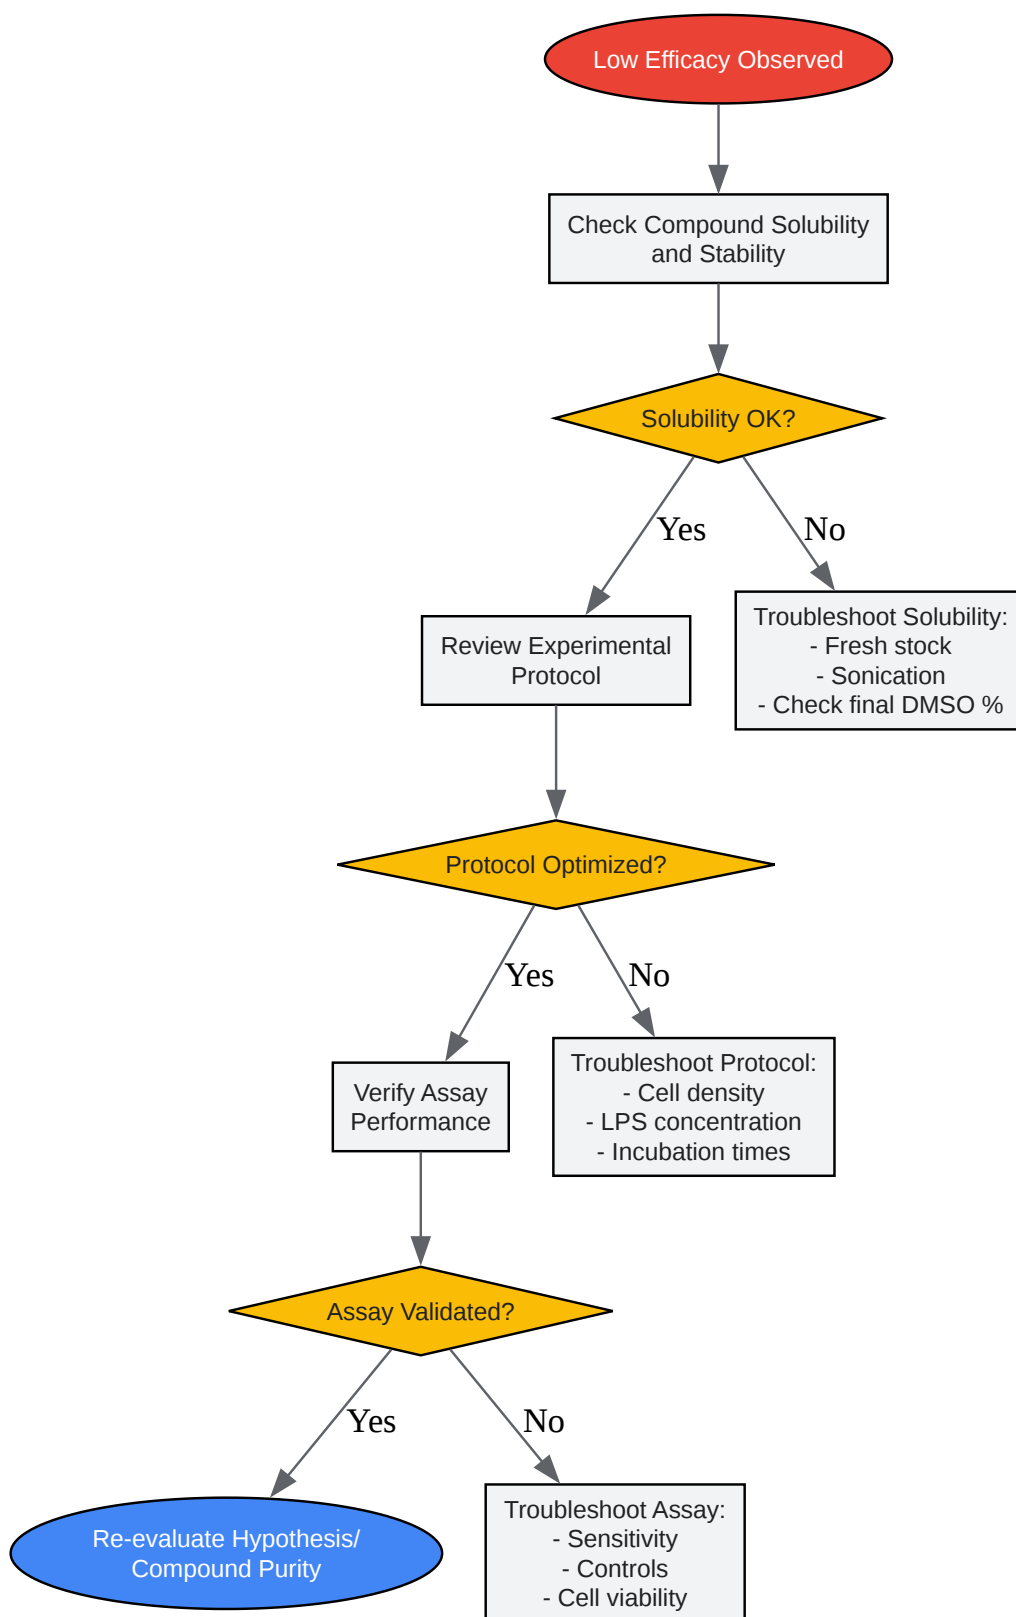 Low Efficacy Observed
Check Compound Solubility
and Stability
Solubility OK?
Yes
No
Review Experimental
Protocol
Troubleshoot Solubility:
- Fresh stock
- Sonication
- Check final DMSO %
Protocol Optimized?
Yes
No
Verify Assay
Performance
Troubleshoot Protocol:
- Cell density
- LPS concentration
- Incubation times
Assay Validated?
Yes
No
Re-evaluate Hypothesis/
Compound Purity
Troubleshoot Assay:
- Sensitivity
- Controls
- Cell viability